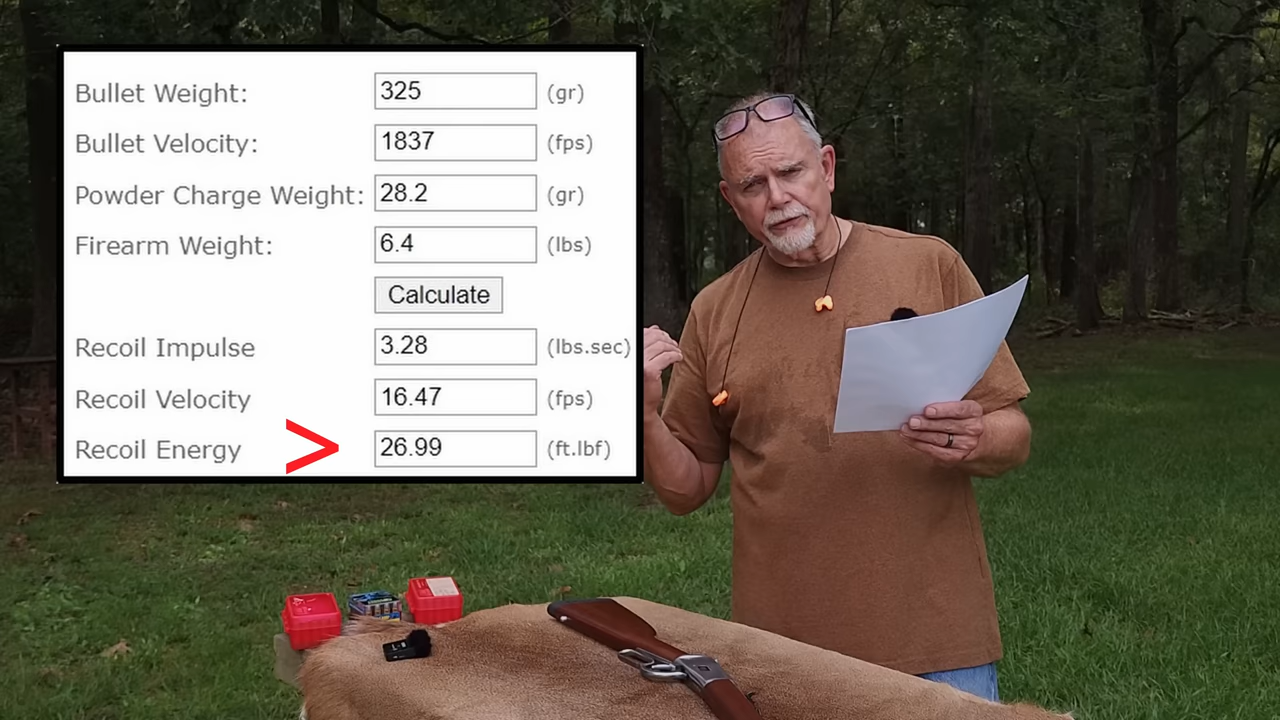 Bullet Weight: 325 (gr)
Bullet Velocity: 1837 (fps)
Powder Charge Weight: 28.2 (gr)
Firearm Weight: 6.4 (lbs)
Calculate
Recoil Impulse 3.28 (lbs.sec)
Recoil Velocity 16.47 (fps)
Recoil Energy > 26.99 (ft.lbf)